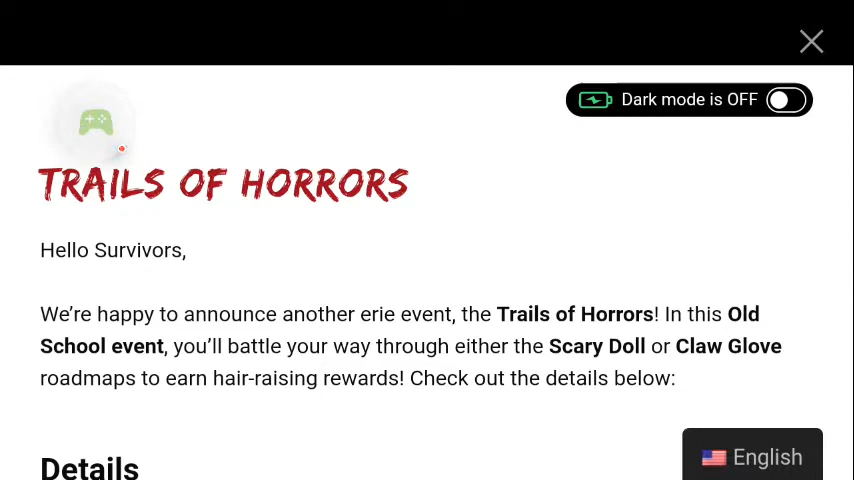 Dark mode is OFF
TRAILS OF HORRORS
Hello Survivors,
We’re happy to announce another erie event, the Trails of Horrors! In this Old
School event, you’ll battle your way through either the Scary Doll or Claw Glove
roadmaps to earn hair-raising rewards! Check out the details below:
Details
English